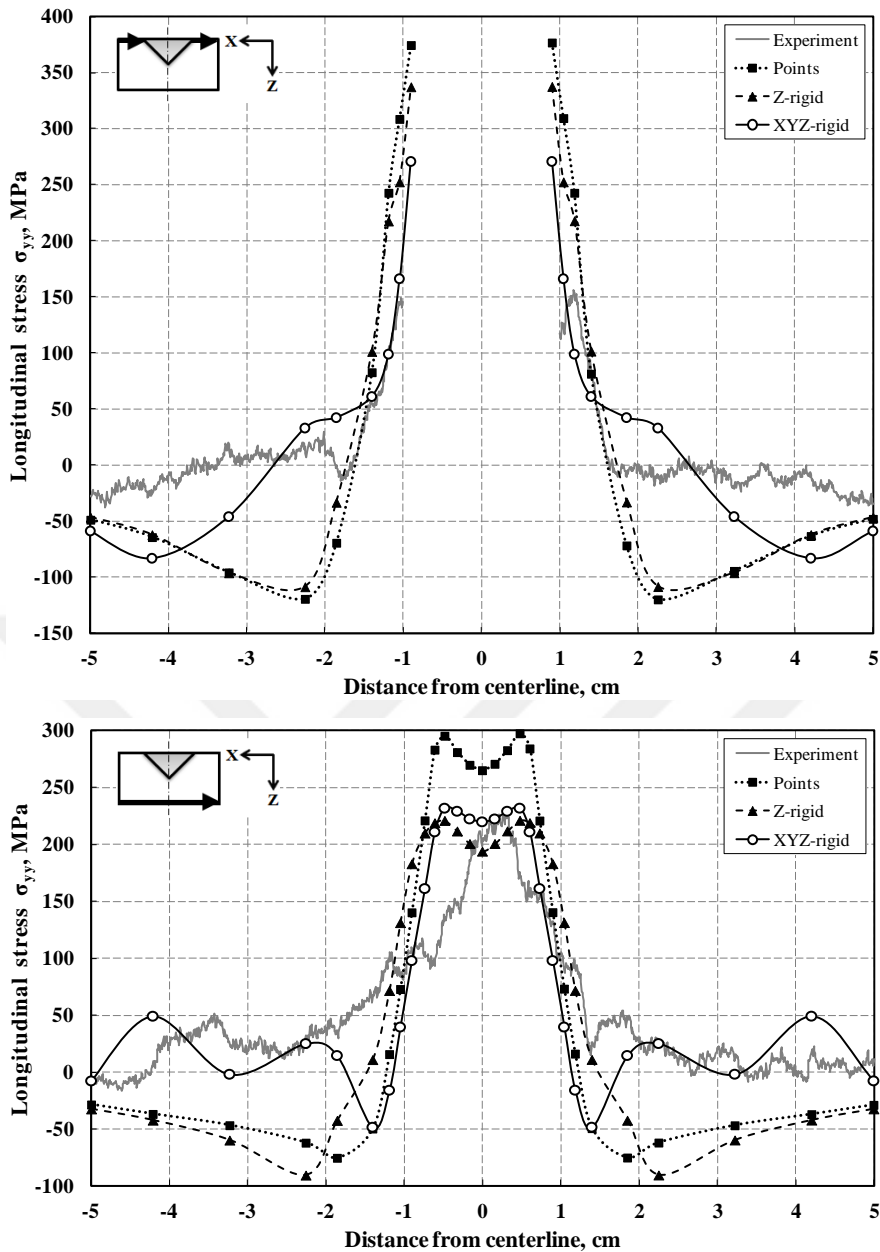 400
350
300
250
200
150
100
50
0
-50
-100
-150
Longitudinal stress σyy, MPa
X
Z
Experiment
Points
Z-rigid
XYZ-rigid
-5 -4 -3 -2 -1 0 1 2 3 4 5
Distance from centerline, cm
300
250
200
150
100
50
0
-50
-100
Longitudinal stress σyy, MPa
X
Z
Experiment
Points
Z-rigid
XYZ-rigid
-5 -4 -3 -2 -1 0 1 2 3 4 5
Distance from centerline, cm